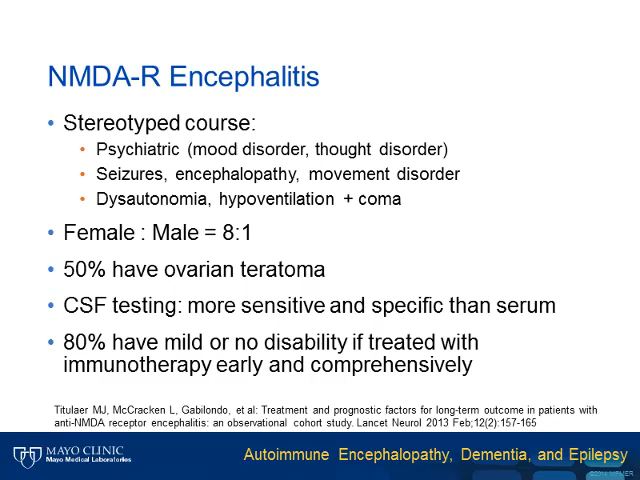 NMDA-R Encephalitis
• Stereotyped course:
• Psychiatric (mood disorder, thought disorder)
• Seizures, encephalopathy, movement disorder
• Dysautonomia, hypoventilation + coma
• Female : Male = 8:1
• 50% have ovarian teratoma
• CSF testing: more sensitive and specific than serum
• 80% have mild or no disability if treated with
immunotherapy early and comprehensively
Titulaer MJ, McCracken L, Gabilondo, et al: Treatment and prognostic factors for long-term outcome in patients with
anti-NMDA receptor encephalitis: an observational cohort study. Lancet Neurol 2013 Feb;12(2):157-165
MAYO CLINIC
Mayo Medical Laboratories
Autoimmune Encephalopathy, Dementia, and Epilepsy